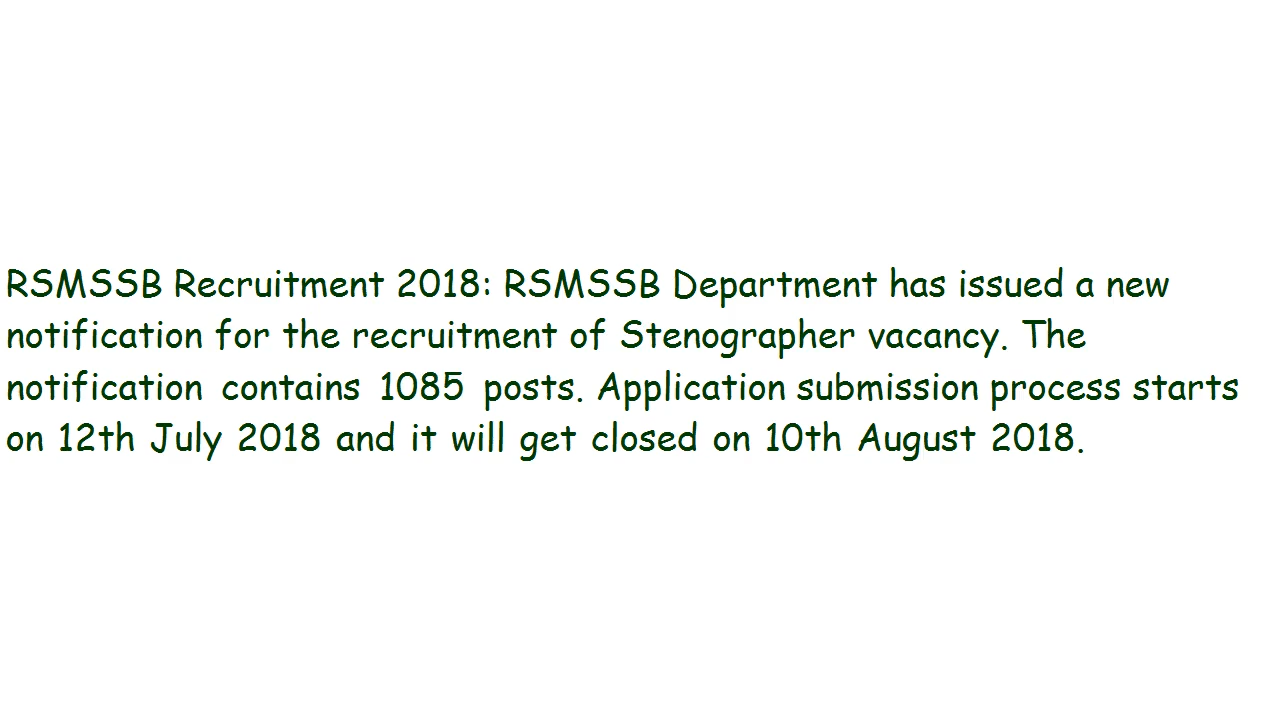 RSMSSB Recruitment 2018: RSMSSB Department has issued a new
notification for the recruitment of Stenographer vacancy. The
notification contains 1085 posts. Application submission process starts
on 12th July 2018 and it will get closed on 10th August 2018.